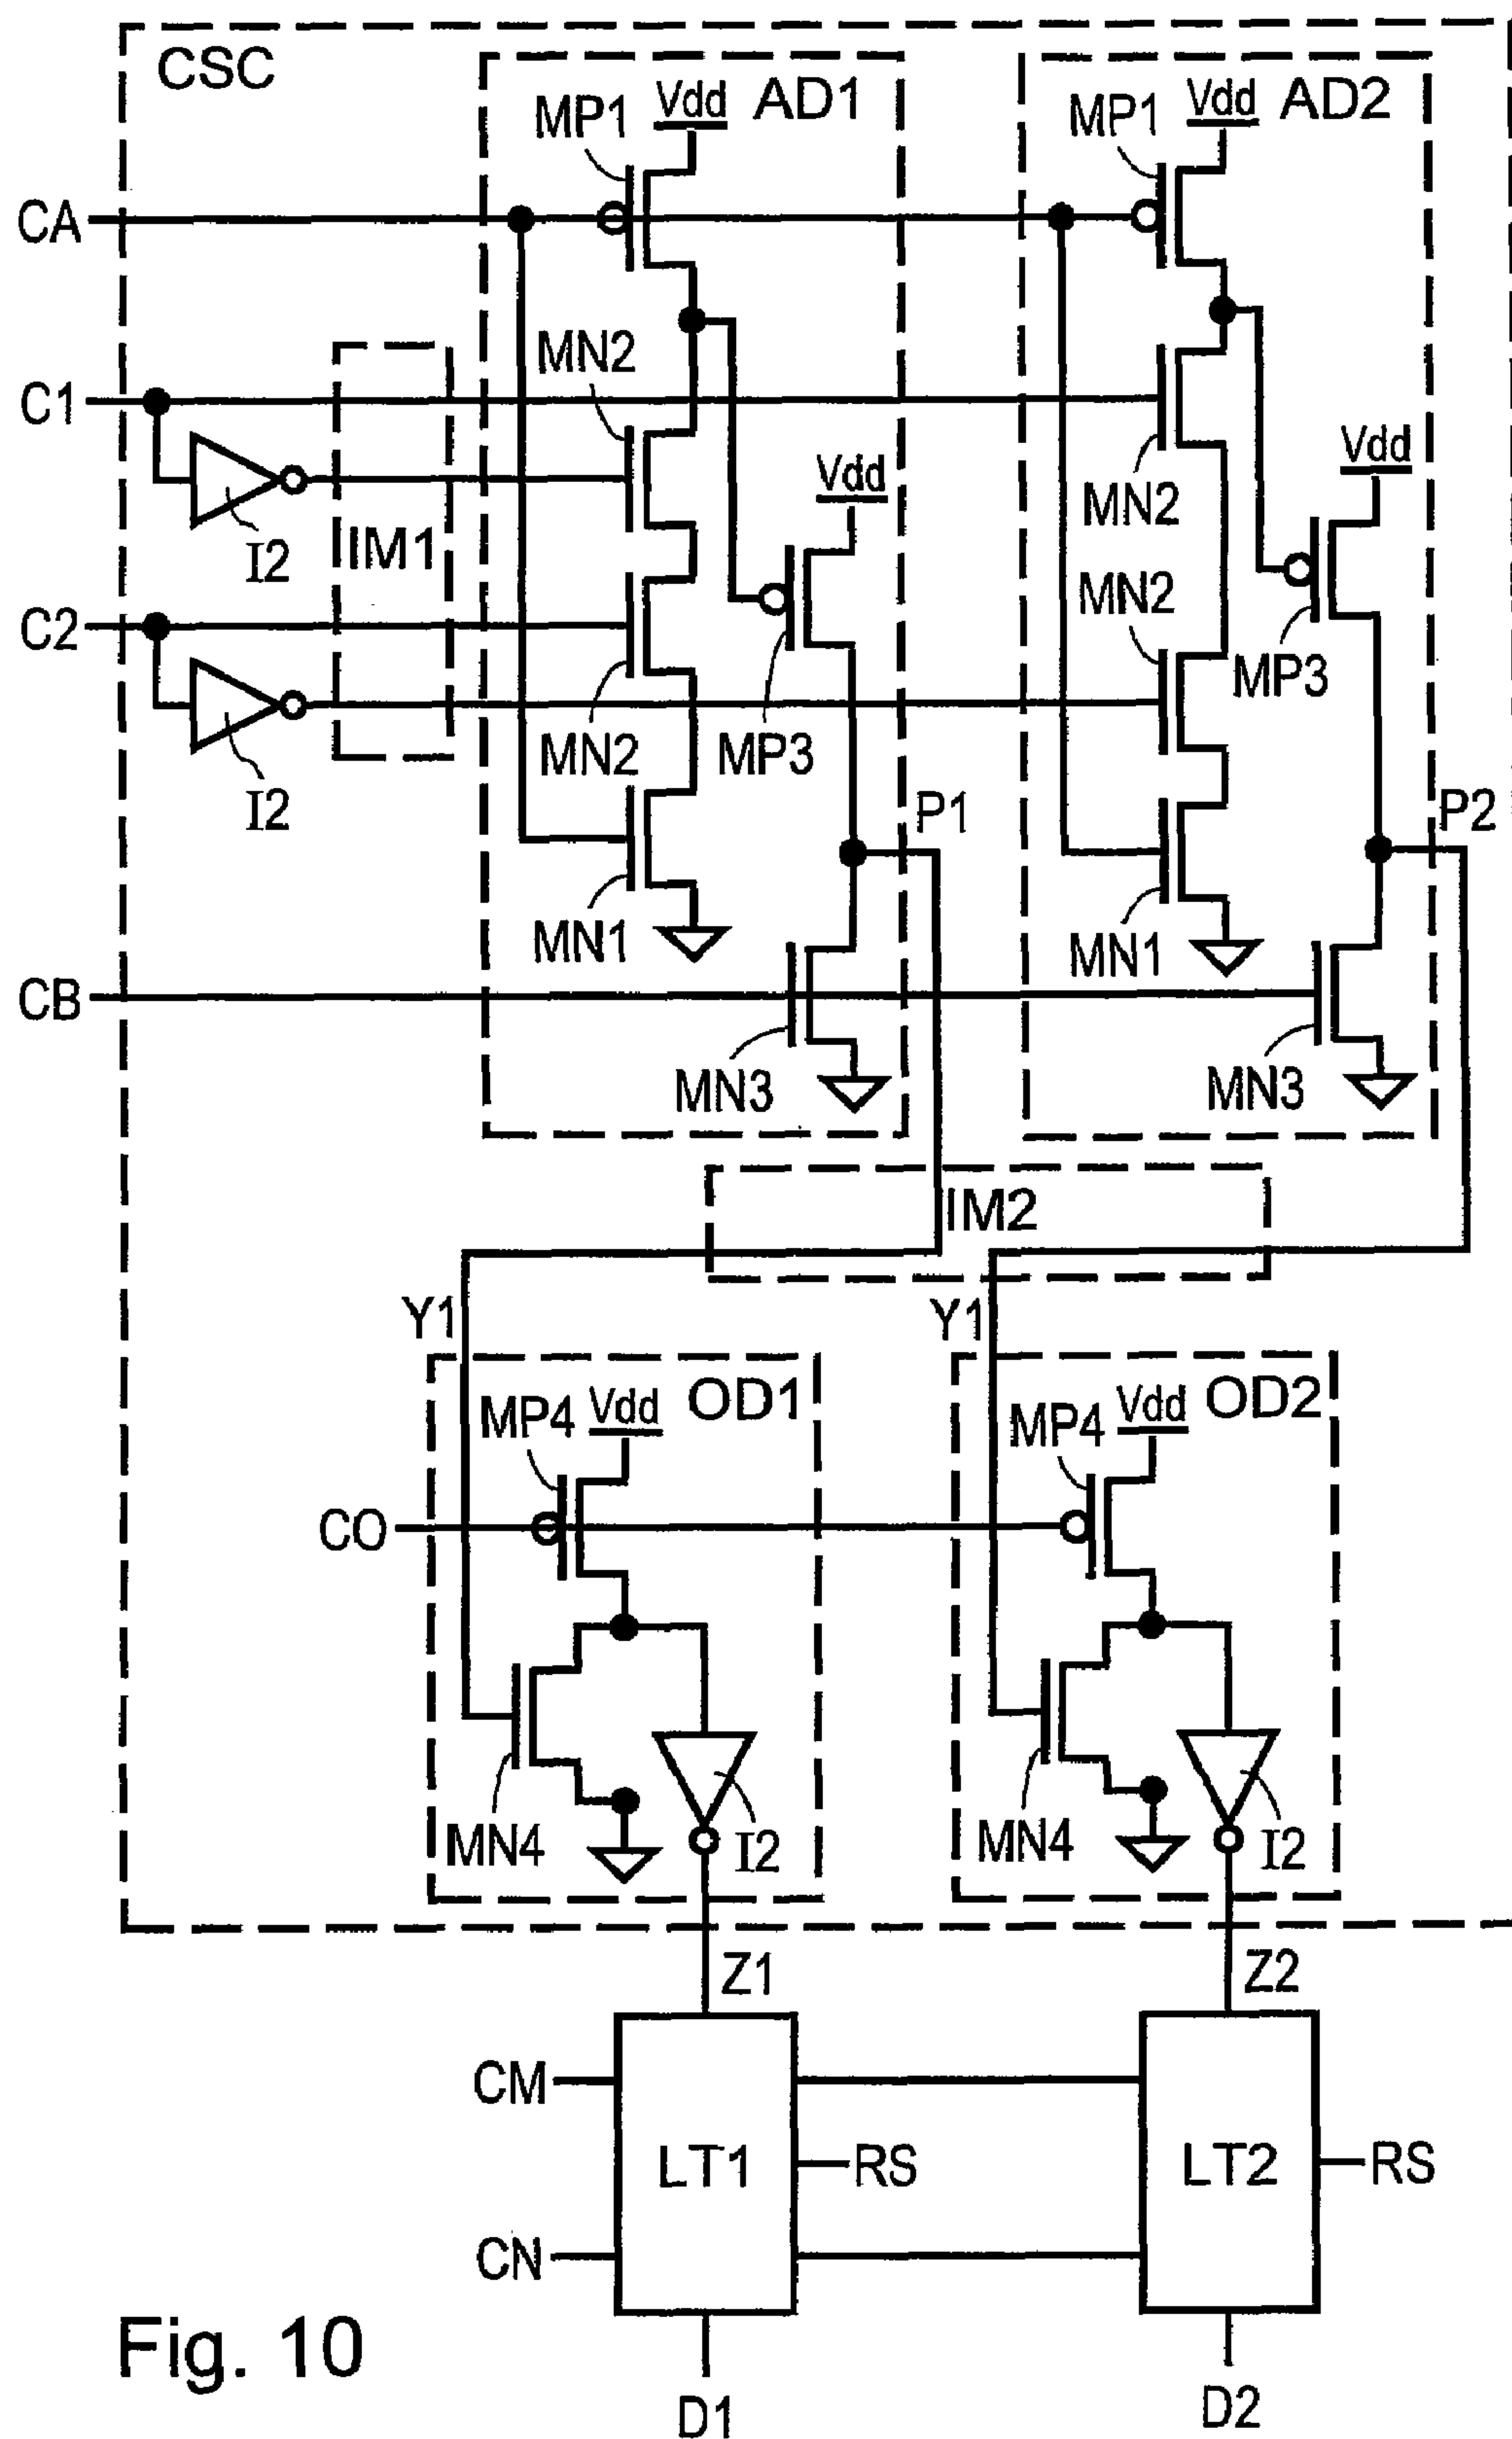 CSC
AD1
AD2
MP1
Vdd
MP1
Vdd
CA
MN2
C1
Vdd
Vdd
MN2
I2
IM1
MN2
C2
MP3
MN2
MP3
I2
P1
P2
MN1
MN1
CB
MN3
MN3
IM2
Y1
Y1
MP4
Vdd
OD1
MP4
Vdd
OD2
CO
MN4
I2
MN4
I2
Z1
Z2
CM
LT1
RS
LT2
RS
CN
Fig. 10
D1
D2